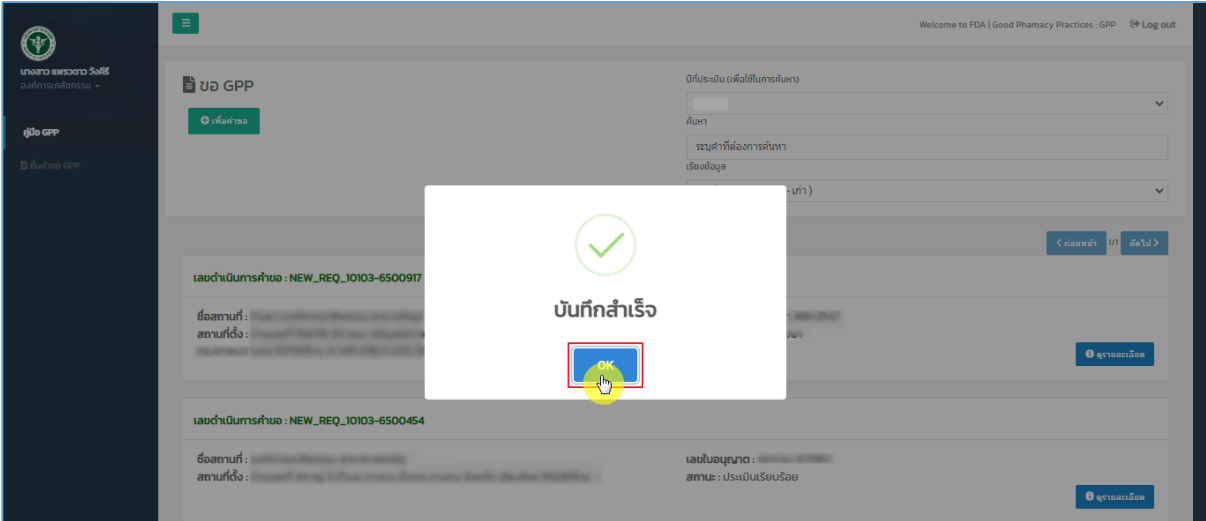 Welcome to FDA | Good Phamacy Practices : GPP Log out
นางสาว แพรวดาว วังคีรี
องค์การเภสัชกรรม
คู่มือ GPP
ยื่นคำขอ GPP
ขอ GPP
เพิ่มคำขอ
ปีที่ประเมิน (เพื่อใช้ในการค้นหา)
ค้นหา
ระบุคำที่ต้องการค้นหา
เรียงข้อมูล
- เก่า )
< ก่อนหน้า 1/1 ถัดไป >
เลขดำเนินการคำขอ : NEW_REQ_10103-6500917
ชื่อสถานที่ :
สถานที่ตั้ง :
ดูรายละเอียด
บันทึกสำเร็จ
OK
เลขดำเนินการคำขอ : NEW_REQ_10103-6500454
ชื่อสถานที่ :
สถานที่ตั้ง :
เลขใบอนุญาต :
สถานะ : ประเมินเรียบร้อย
ดูรายละเอียด